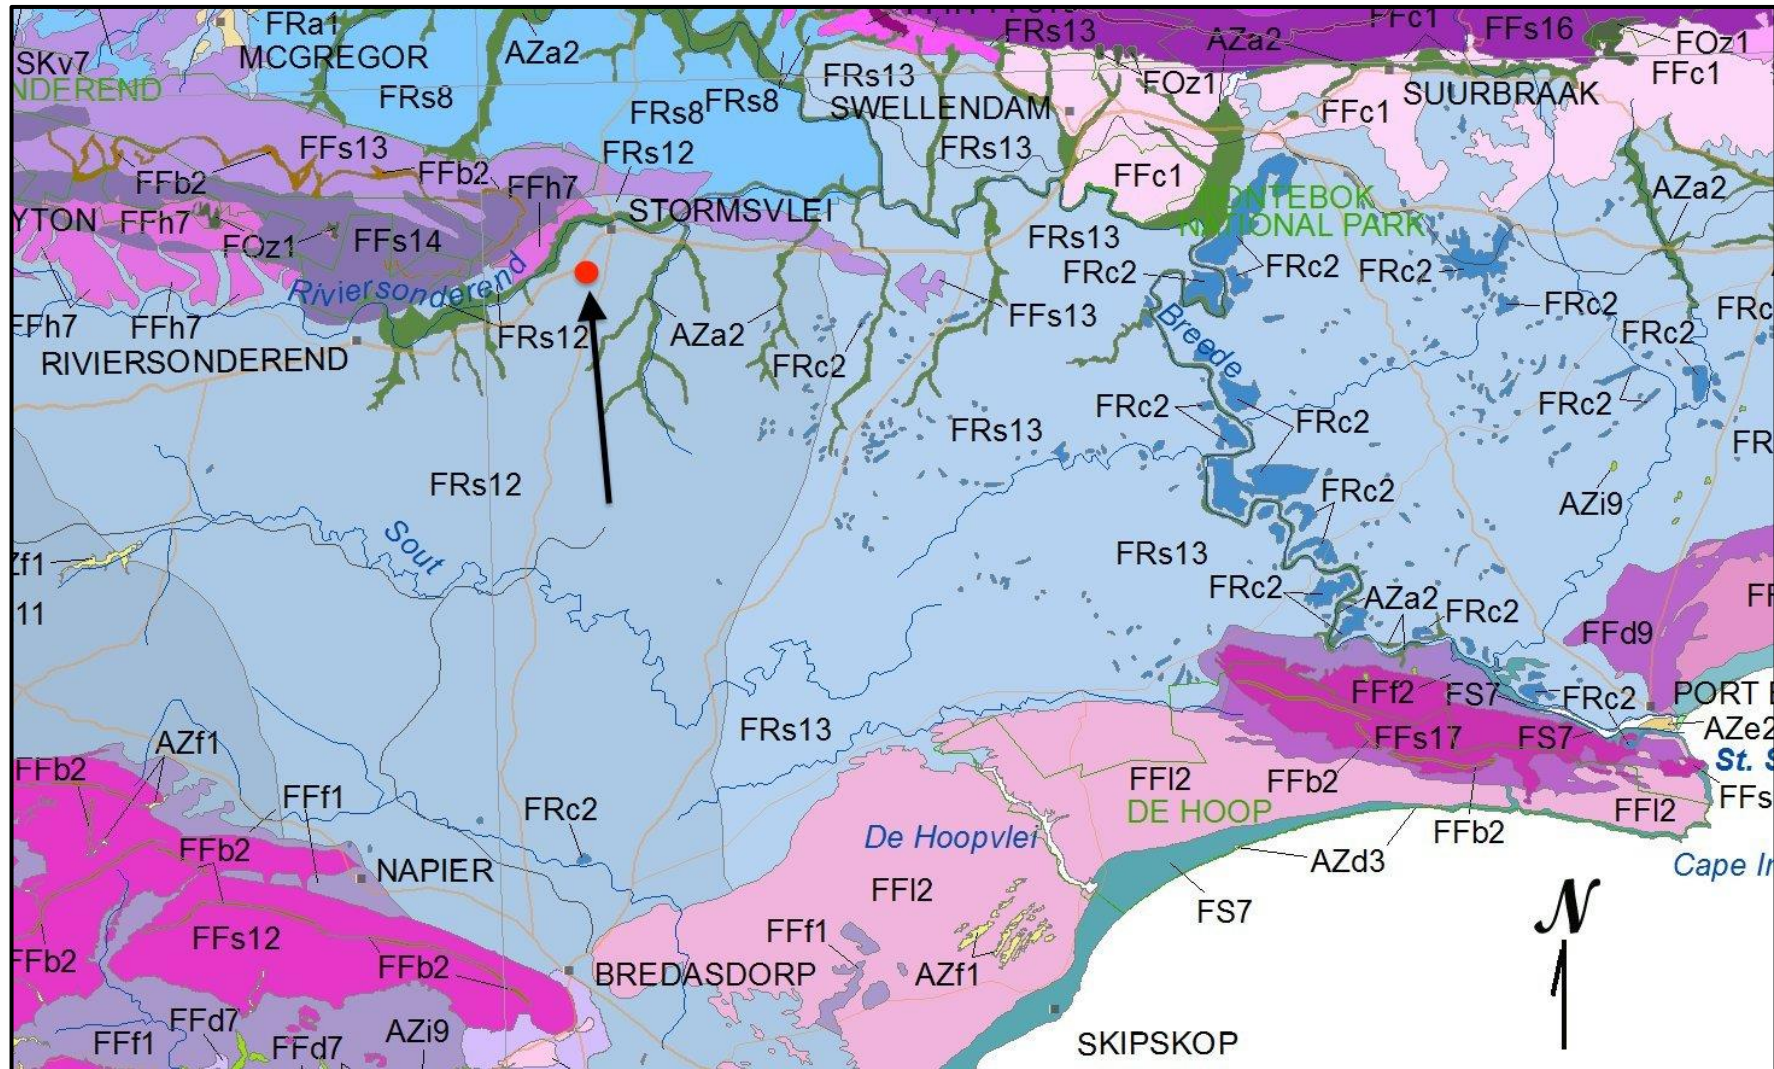 FRa1
MCGREGOR
SKv7
NDEREND
AZa2
FRs13
AZa2
FFc1
FFs16
FOz1
FFc1
FRs8
FRs8
FRs8
FRs13
SWELLENDAM
FOz1
FFc1
SUURBRAAK
FFs13
FFb2
FFb2
FRs12
FFh7
FRs13
FFc1
AZa2
YTON
FFh7
FOz1
FFs14
STORMSVLEI
FRs13
NATIONAL PARK
FRc2
FRc2
FRc2
Riviersonderend
FFs13
FRc2
FRc2
FFh7
FFh7
FRs12
AZa2
FRc2
Breede
RIVIERSONDEREND
FRc2
FRc2
FRc2
FRs13
FRs12
FRc2
AZi9
Sout
FRs13
FRc2
AZa2
FRc2
11
FFd9
FFf2
FS7
FRc2
PORT
AZe2
FRs13
AZf1
FFs17
FS7
St. S
FFb2
FFf1
FRc2
FFl2
FFb2
FFl2
DE HOOP
FFb2
FFb2
NAPIER
De Hoopvlei
AZd3
FFl2
FS7
N
FFs12
FFf1
FFb2
FFb2
BREDASDORP
AZf1
FFd7
FFf1
FFd7
AZi9
SKIPSKOP